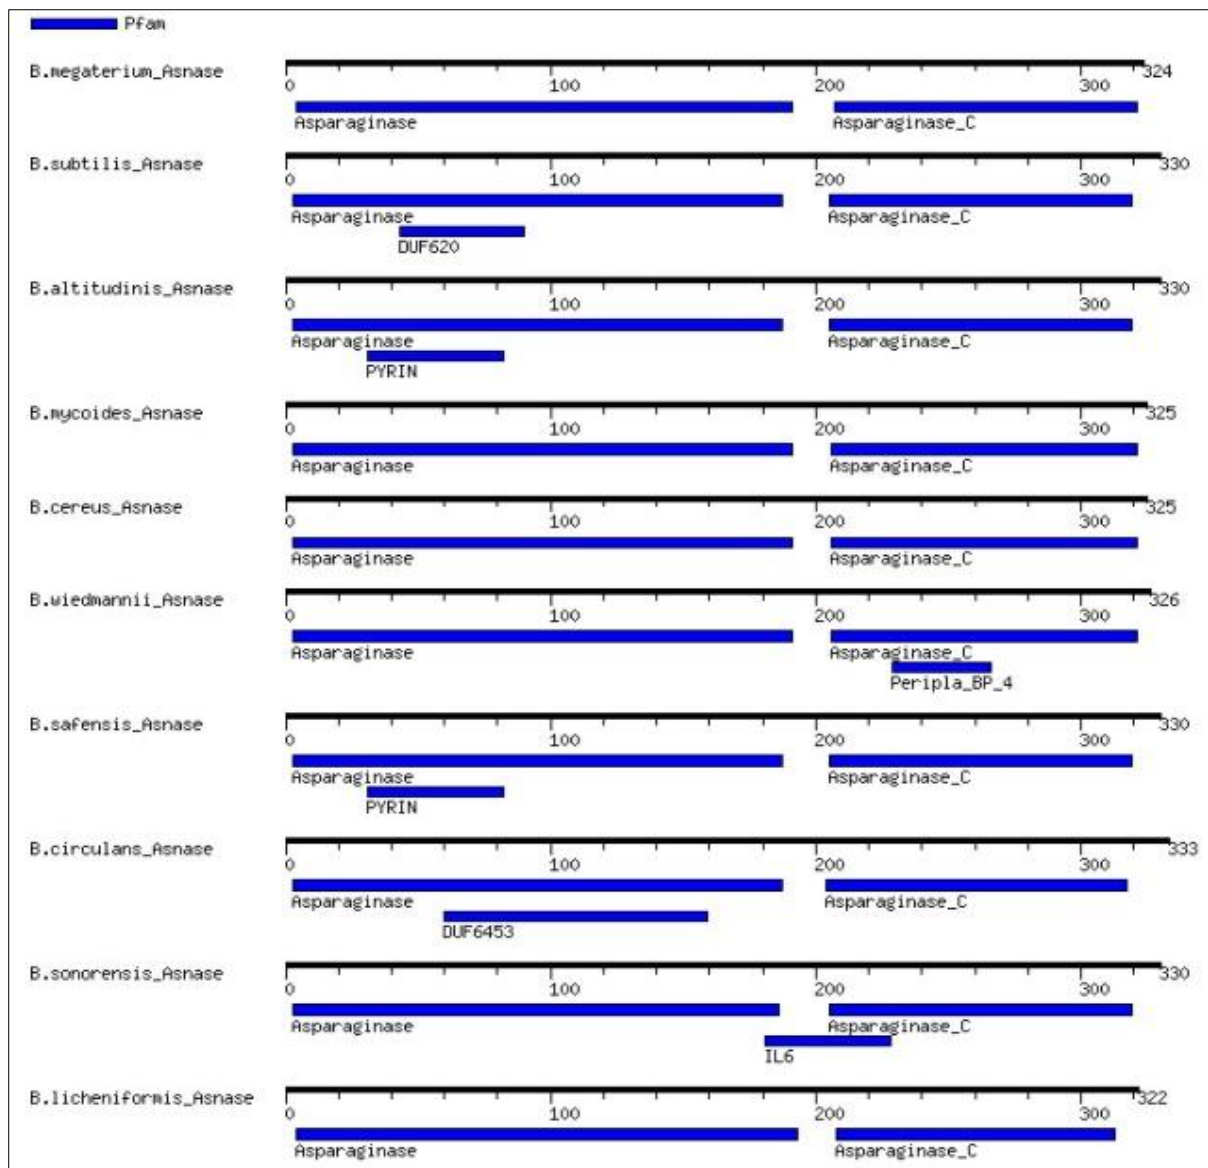 Pfam
B.megaterium_Asnase
324
0 100 200 300
Asparaginase Asparaginase_C
B.subtilis_Asnase
330
0 100 200 300
Asparaginase Asparaginase_C
DUF620
B.altitudinis_Asnase
330
0 100 200 300
Asparaginase Asparaginase_C
PYRIN
B.mycoides_Asnase
325
0 100 200 300
Asparaginase Asparaginase_C
B.cereus_Asnase
325
0 100 200 300
Asparaginase Asparaginase_C
B.wiedmannii_Asnase
326
0 100 200 300
Asparaginase Asparaginase_C
Peripla_BP_4
B.safensis_Asnase
330
0 100 200 300
Asparaginase Asparaginase_C
PYRIN
B.circulans_Asnase
333
0 100 200 300
Asparaginase Asparaginase_C
DUF6453
B.sonorensis_Asnase
330
0 100 200 300
Asparaginase Asparaginase_C
IL6
B.licheniformis_Asnase
322
0 100 200 300
Asparaginase Asparaginase_C